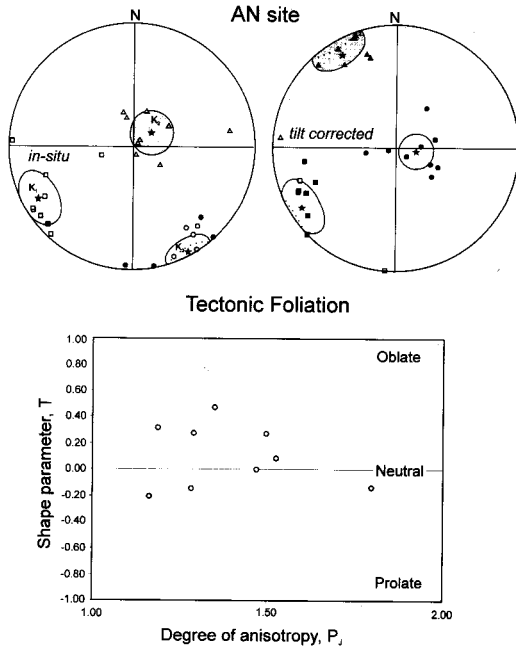 AN site
N
N
in-situ
tilt corrected
K₁
Tectonic Foliation
Shape parameter, T
1.00
0.80
0.60
0.40
0.20
0.00
-0.20
-0.40
-0.60
-0.80
-1.00
Oblate
Neutral
Prolate
1.00
1.50
2.00
Degree of anisotropy, PJ